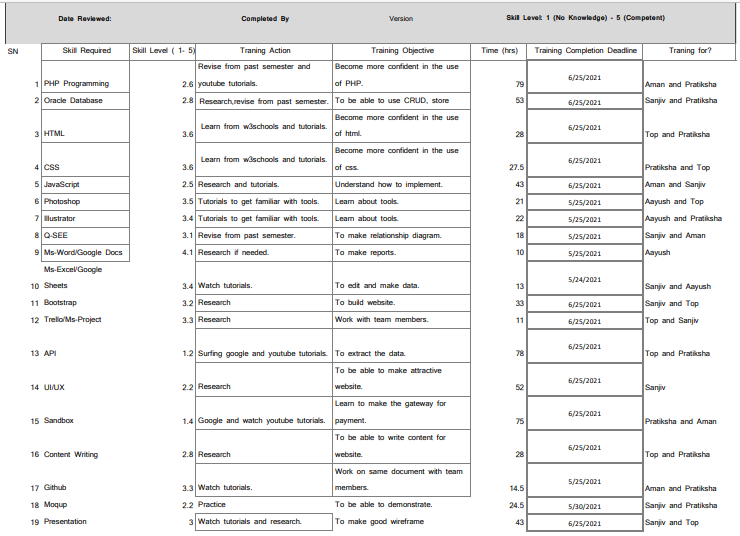 Date Reviewed: Completed By Version Skill Level: 1 (No Knowledge) - 5 (Competent)
SN Skill Required Skill Level ( 1- 5) Traning Action Training Objective Time (hrs) Training Completion Deadline Traning for?
Revise from past semester and Become more confident in the use
1 PHP Programming 2.6 youtube tutorials. of PHP. 79 6/25/2021 Aman and Pratiksha
2 Oracle Database 2.8 Research,revise from past semester. To be able to use CRUD, store 53 6/25/2021 Sanjiv and Pratiksha
Become more confident in the use
3 HTML 3.6 Learn from w3schools and tutorials. of html. 28 6/25/2021 Top and Pratiksha
Become more confident in the use
4 CSS 3.6 Learn from w3schools and tutorials. of css. 27.5 6/25/2021 Pratiksha and Top
5 JavaScript 2.5 Research and tutorials. Understand how to implement. 43 6/25/2021 Aman and Sanjiv
6 Photoshop 3.5 Tutorials to get familiar with tools. Learn about tools. 21 5/25/2021 Aayush and Top
7 Illustrator 3.4 Tutorials to get familiar with tools. Learn about tools. 22 5/25/2021 Aayush and Pratiksha
8 Q-SEE 3.1 Revise from past semester. To make relationship diagram. 18 5/25/2021 Sanjiv and Aman
9 Ms-Word/Google Docs 4.1 Research if needed. To make reports. 10 5/25/2021 Aayush
Ms-Excel/Google
10 Sheets 3.4 Watch tutorials. To edit and make data. 13 5/24/2021 Sanjiv and Aayush
11 Bootstrap 3.2 Research To build website. 33 6/25/2021 Sanjiv and Top
12 Trello/Ms-Project 3.3 Research Work with team members. 11 6/25/2021 Top and Sanjiv
13 API 1.2 Surfing google and youtube tutorials. To extract the data. 78 6/25/2021 Top and Pratiksha
To be able to make attractive
14 UI/UX 2.2 Research website. 52 6/25/2021 Sanjiv
Learn to make the gateway for
15 Sandbox 1.4 Google and watch youtube tutorials. payment. 75 6/25/2021 Pratiksha and Aman
To be able to write content for
16 Content Writing 2.8 Research website. 28 6/25/2021 Top and Pratiksha
Work on same document with team
17 Github 3.3 Watch tutorials. members. 14.5 5/25/2021 Aman and Pratiksha
18 Moqup 2.2 Practice To be able to demonstrate. 24.5 5/30/2021 Sanjiv and Pratiksha
19 Presentation 3 Watch tutorials and research. To make good wireframe 43 6/25/2021 Sanjiv and Top